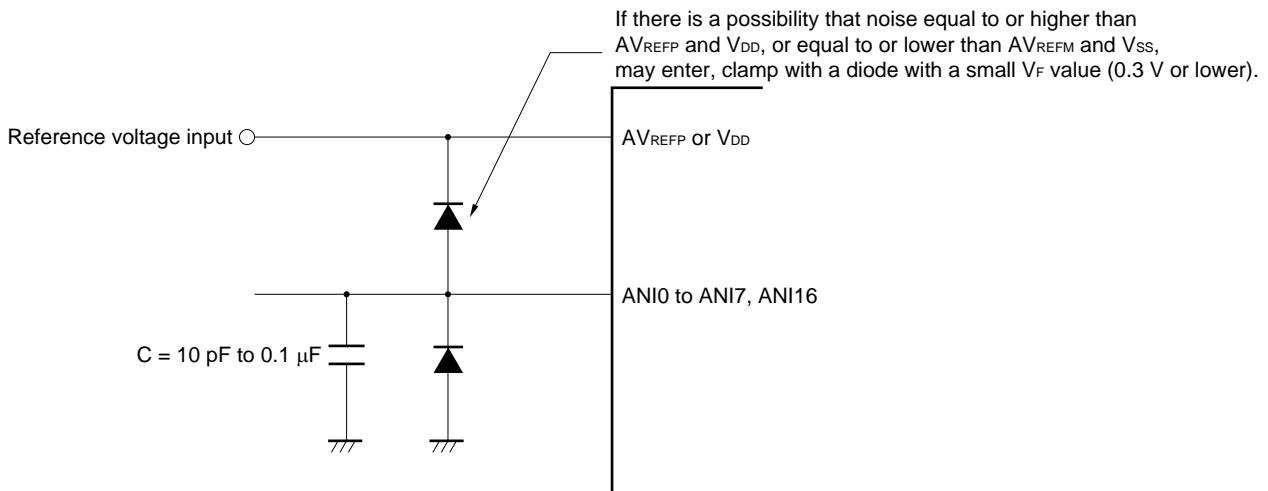 If there is a possibility that noise equal to or higher than
AVREFP and VDD, or equal to or lower than AVREFM and VSS,
may enter, clamp with a diode with a small VF value (0.3 V or lower).
Reference voltage input
AVREFP or VDD
ANI0 to ANI7, ANI16
C = 10 pF to 0.1 μF